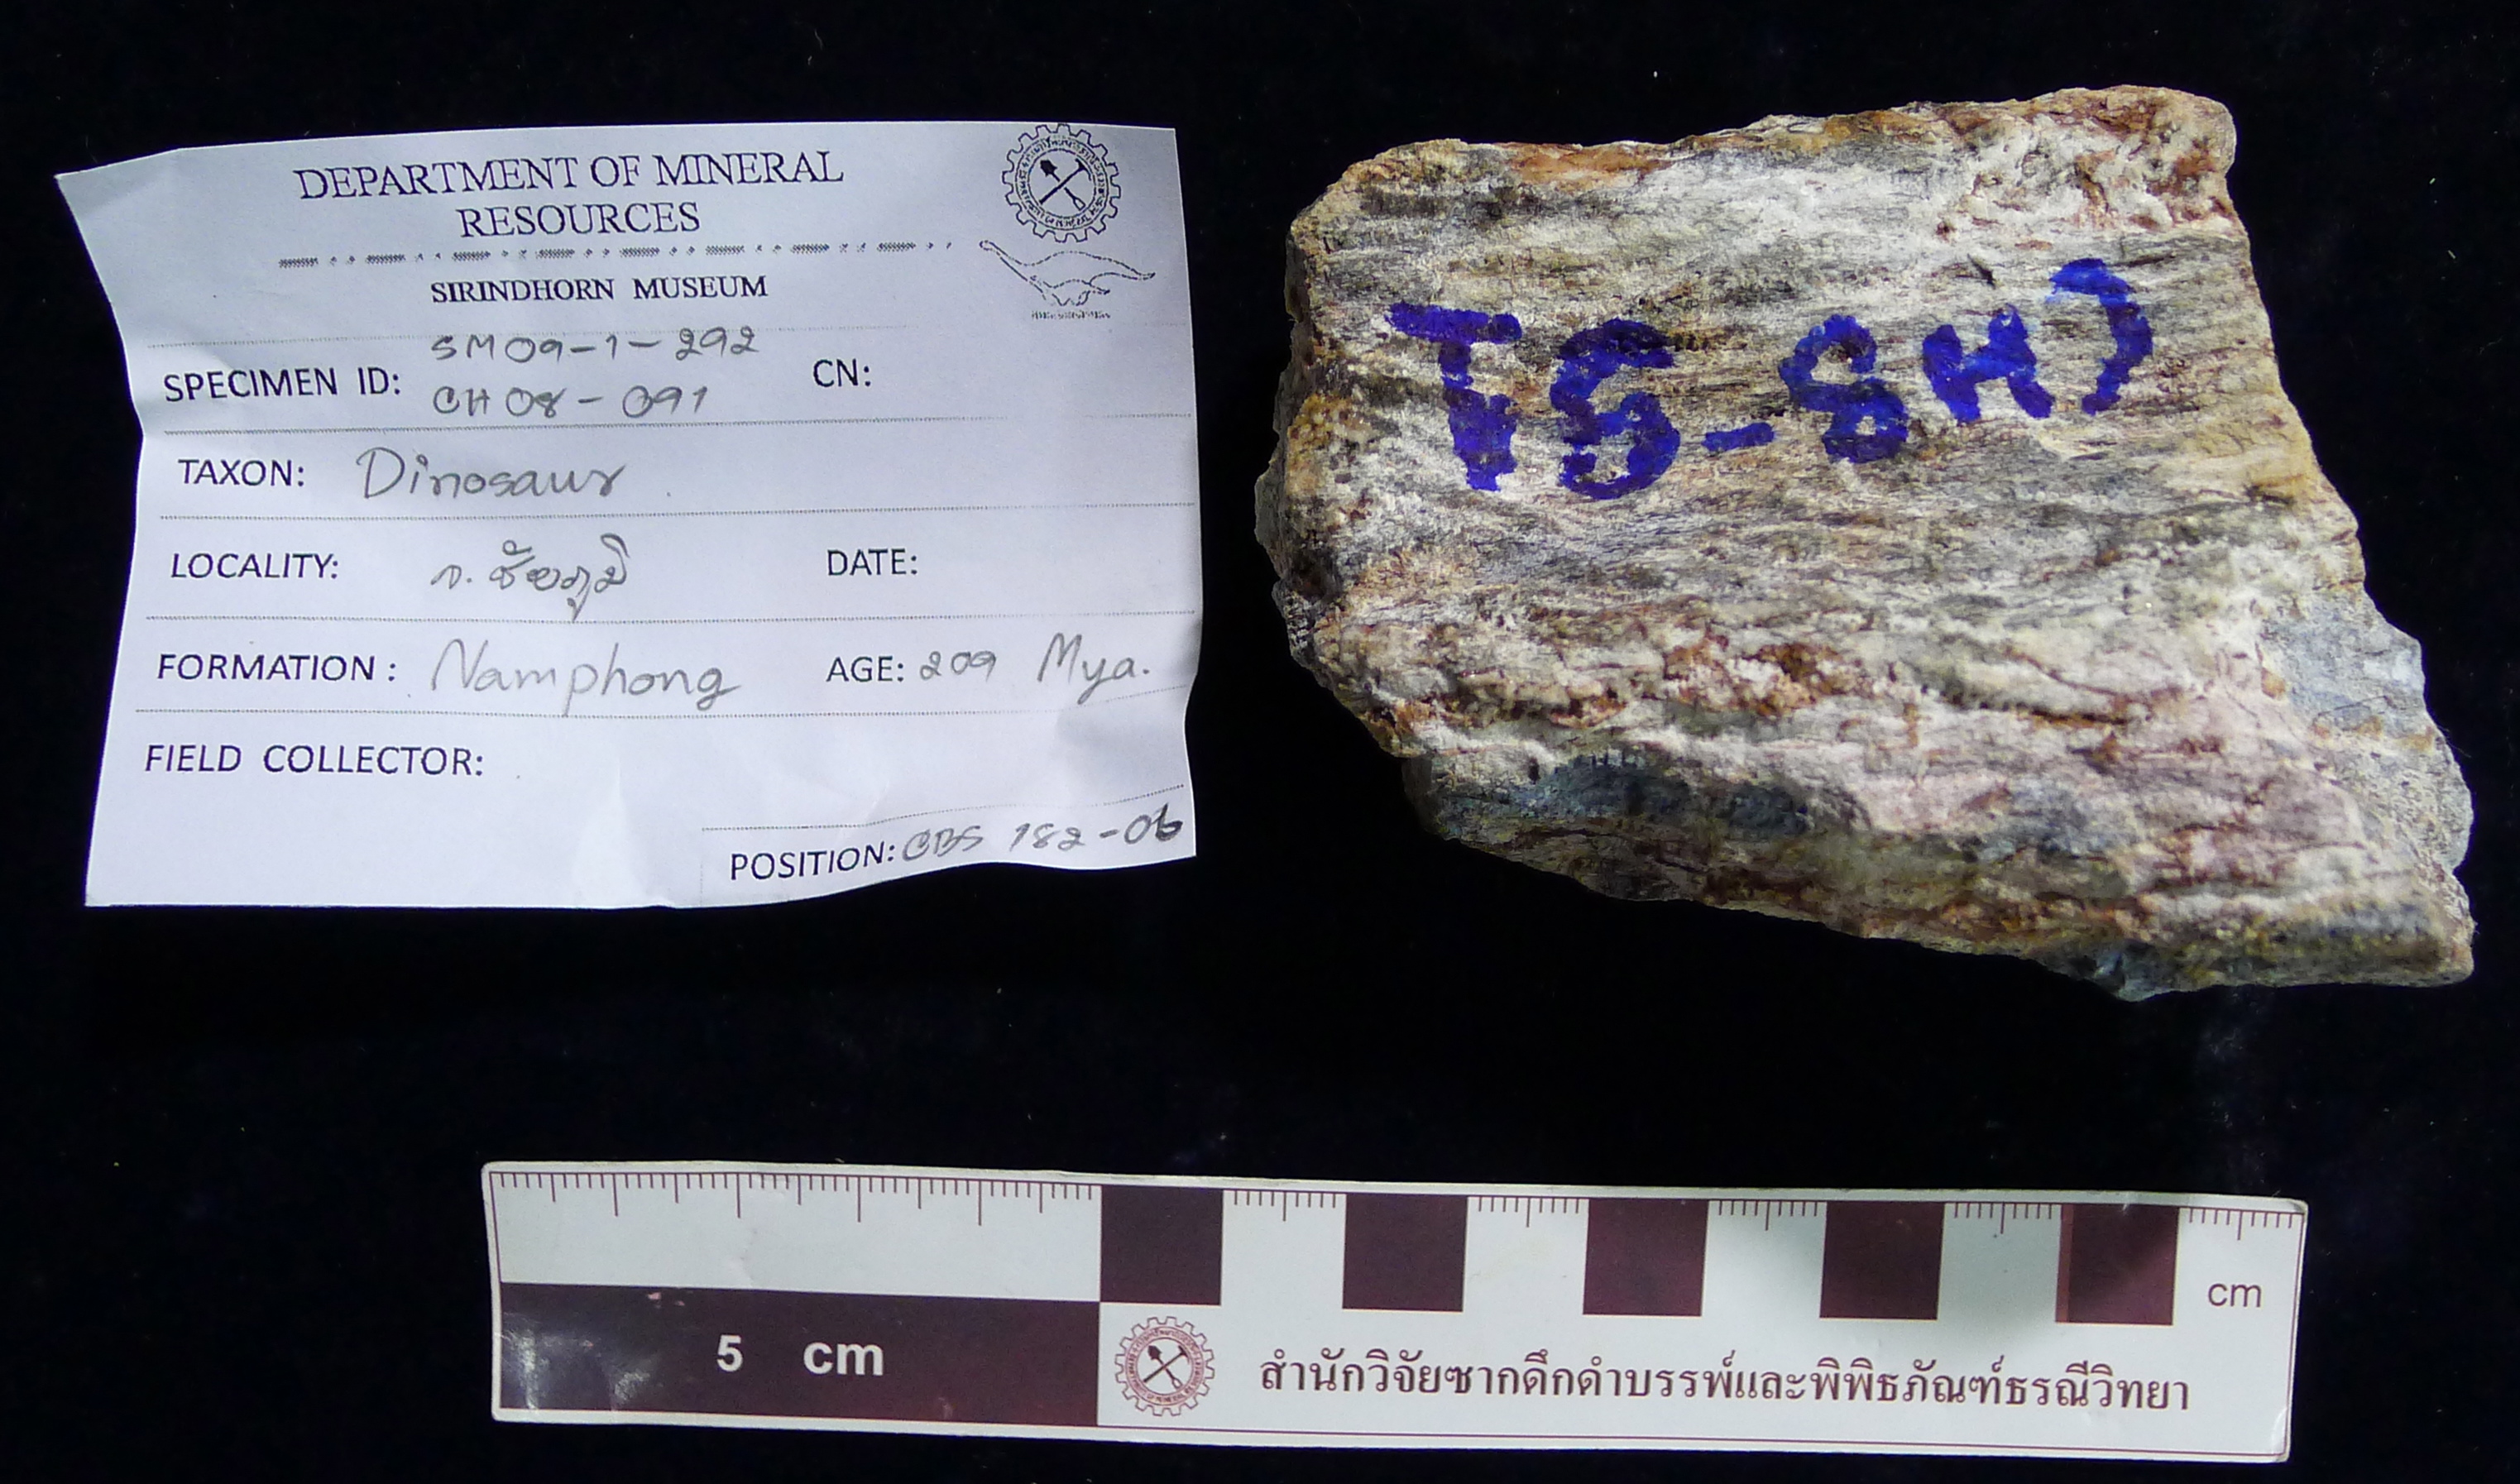 DEPARTMENT OF MINERAL
RESOURCES
SIRINDHORN MUSEUM
SPECIMEN ID: SM09-1-292 CN:
CH08-091
TAXON: Dinosaur
LOCALITY: จ. ชัยภูมิ DATE:
FORMATION : Namphong AGE: 209 Mya.
FIELD COLLECTOR:
POSITION: CBS 182-06
5 cm
cm
สำนักวิจัยซากดึกดำบรรพ์และพิพิธภัณฑ์ธรณีวิทยา